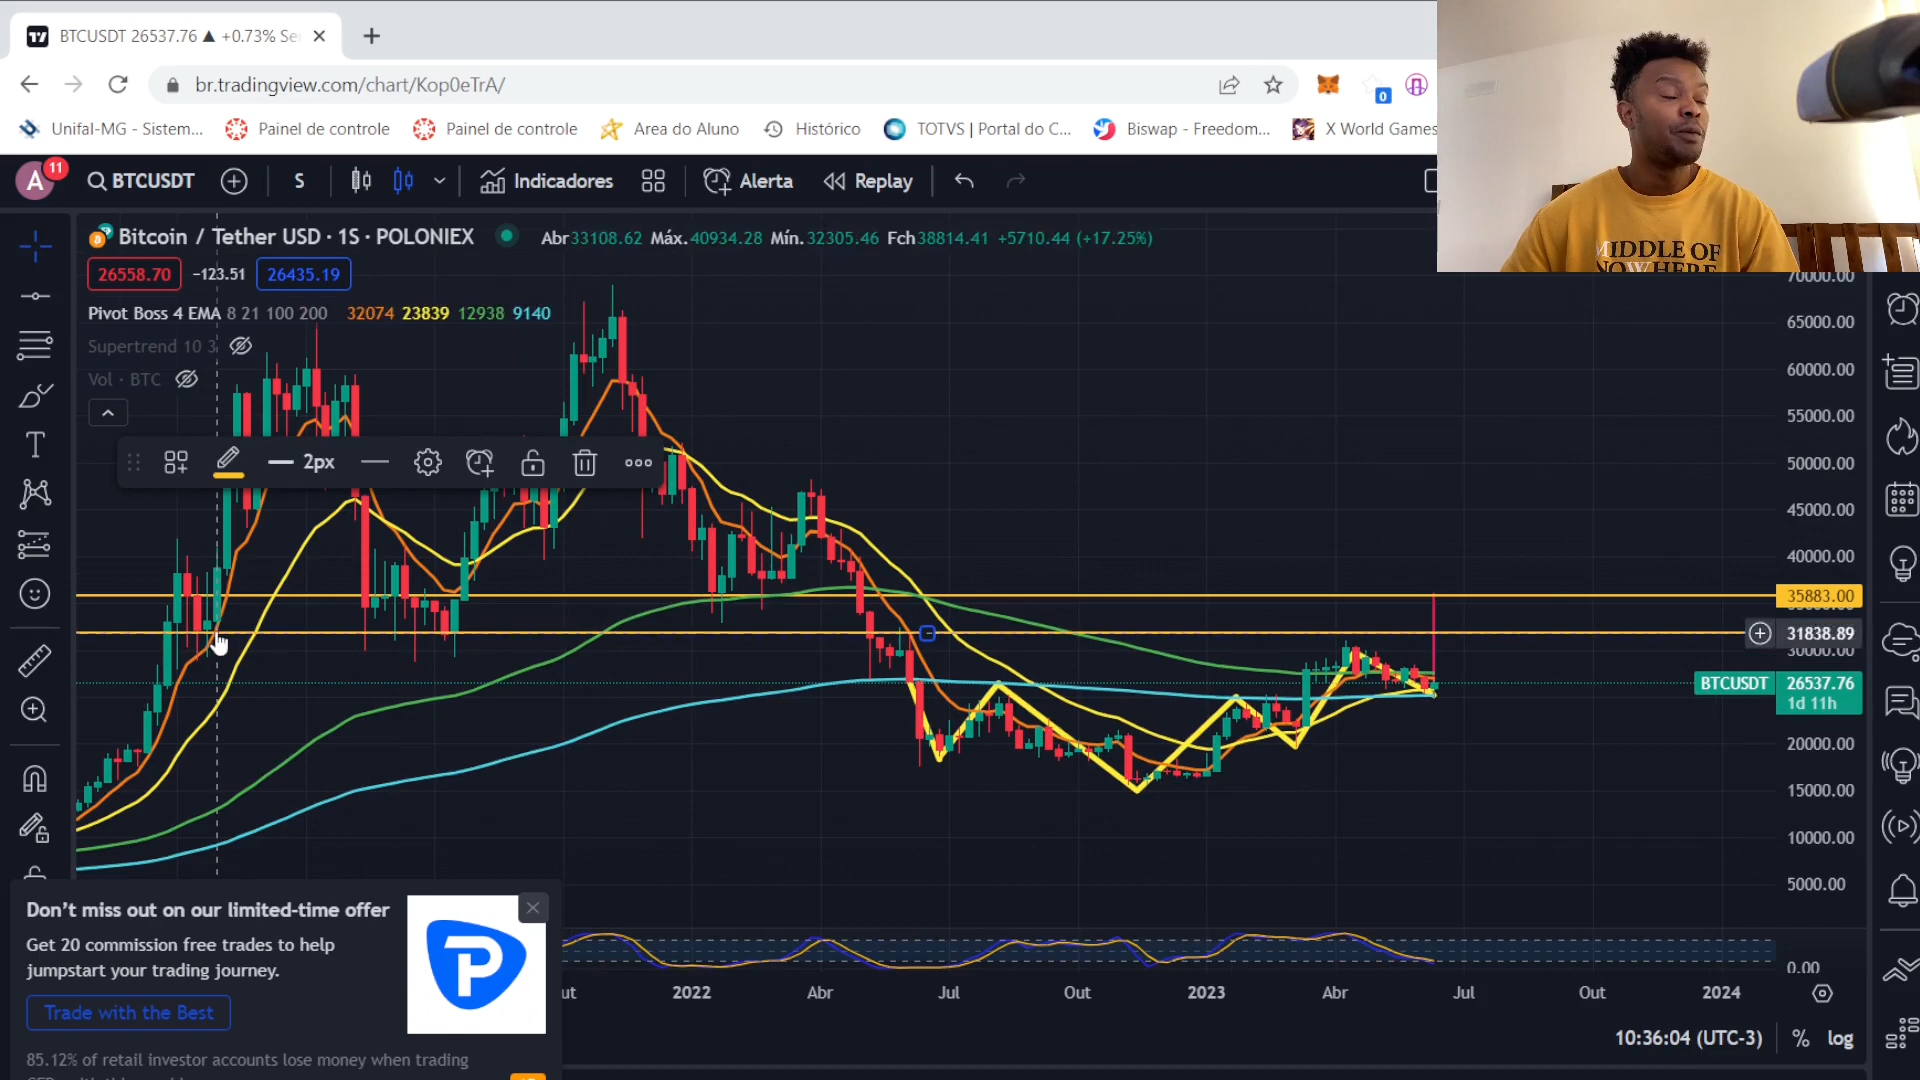 BTCUSDT 26537.76 ▲ +0.73% Se
br.tradingview.com/chart/Kop0eTrA/
0
Unifal-MG - Sistem...
Painel de controle
Painel de controle
Area do Aluno
Histórico
TOTVS | Portal do C...
Biswap - Freedom...
X World Games
MIDDLE OF
NOWHERE
A
11
BTCUSDT
S
Indicadores
Alerta
Replay
Bitcoin / Tether USD · 1S · POLONIEX
Abr33108.62 Máx.40934.28 Mín.32305.46 Fch38814.41 +5710.44 (+17.25%)
26558.70
−123.51
26435.19
Pivot Boss 4 EMA 8 21 100 200 32074 23839 12938 9140
Supertrend 10 3
Vol · BTC
2px
70000.00
65000.00
60000.00
55000.00
50000.00
45000.00
40000.00
35883.00
31838.89
30000.00
BTCUSDT
26537.76
1d 11h
20000.00
15000.00
10000.00
5000.00
0.00
ut
2022
Abr
Jul
Out
2023
Abr
Jul
Out
2024
10:36:04 (UTC-3)
%
log
Don't miss out on our limited-time offer
Get 20 commission free trades to help
jumpstart your trading journey.
Trade with the Best
85.12% of retail investor accounts lose money when trading